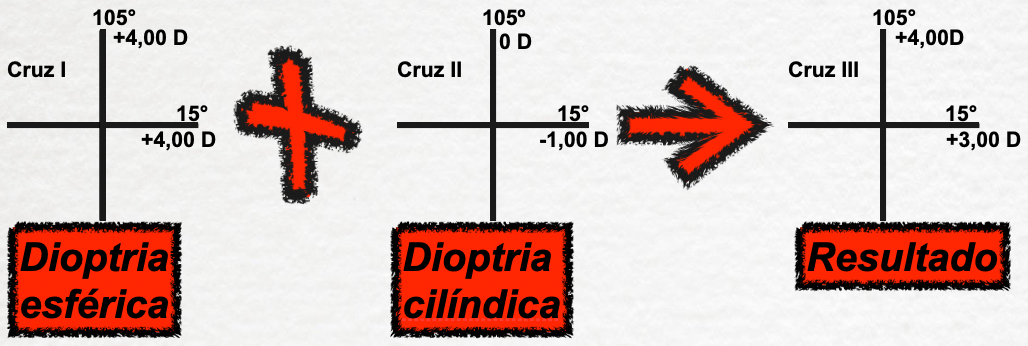 105°
+4,00 D
Cruz I
15°
+4,00 D
Dioptria
esférica
105º
0 D
Cruz II
15°
-1,00 D
Dioptria
cilíndica
105°
+4,00D
Cruz III
15°
+3,00 D
Resultado